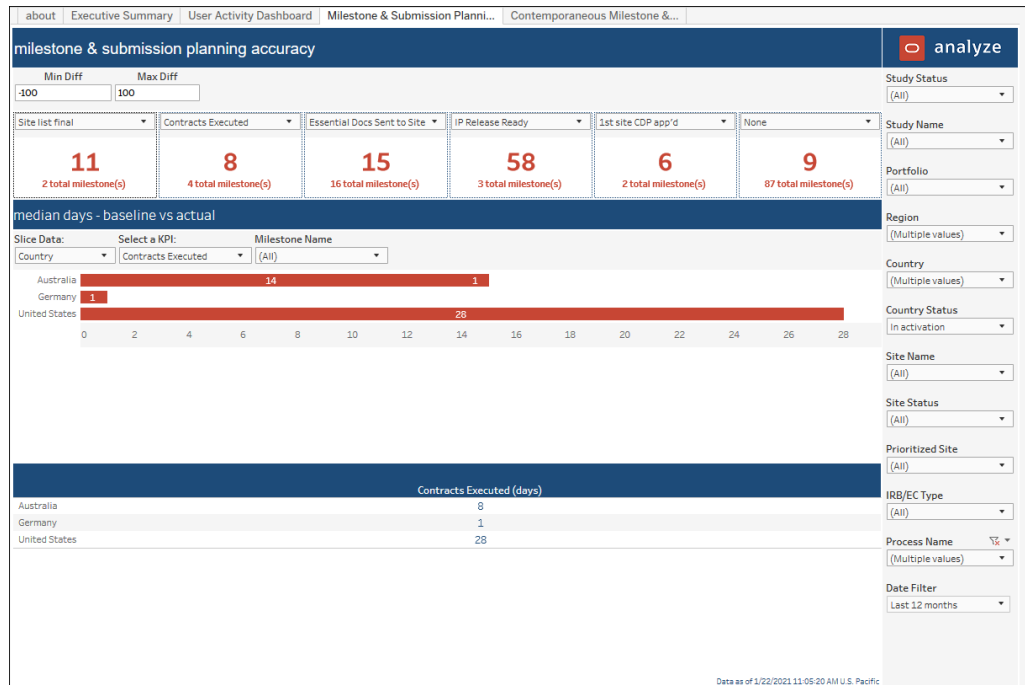 about Executive Summary User Activity Dashboard Milestone & Submission Planni... Contemporaneous Milestone &...
milestone & submission planning accuracy
analyze
Min Diff Max Diff
-100 100
Site list final Contracts Executed Essential Docs Sent to Site IP Release Ready 1st site CDP app'd None
11 8 15 58 6 9
2 total milestone(s) 4 total milestone(s) 16 total milestone(s) 3 total milestone(s) 2 total milestone(s) 87 total milestone(s)
median days - baseline vs actual
Slice Data: Select a KPI: Milestone Name
Country Contracts Executed (All)
Australia 14 1
Germany 1
United States 28
0 2 4 6 8 10 12 14 16 18 20 22 24 26 28
Contracts Executed (days)
Australia 8
Germany 1
United States 28
Data as of 1/22/2021 11:05:20 AM U.S. Pacific
Study Status
(All)
Study Name
(All)
Portfolio
(All)
Region
(Multiple values)
Country
(Multiple values)
Country Status
In activation
Site Name
(All)
Site Status
(All)
Prioritized Site
(All)
IRB/EC Type
(All)
Process Name
(Multiple values)
Date Filter
Last 12 months